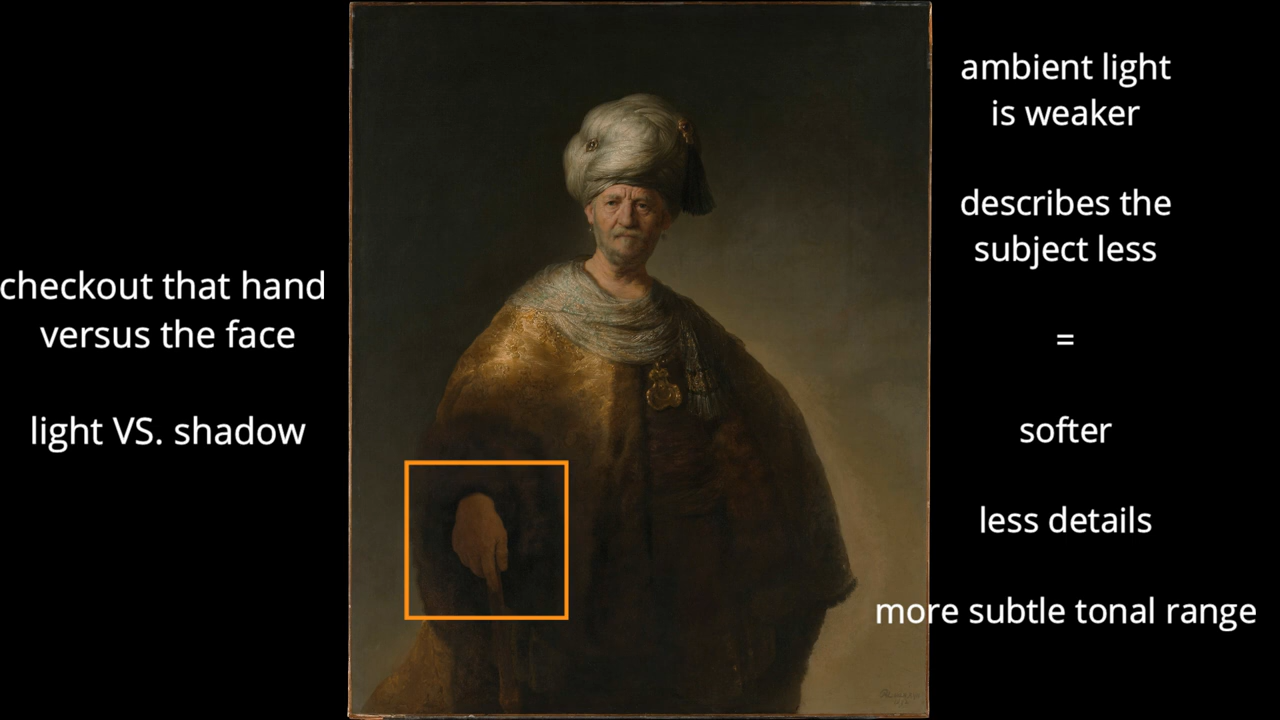 checkout that hand
versus the face
light VS. shadow
ambient light
is weaker
describes the
subject less
=
softer
less details
more subtle tonal range